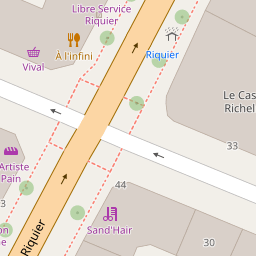 Libre Service
Riquier
À l'infini
Vival
Riquier
Le Cas
Richel
33
Artiste
Pain
44
3
Sand'Hair
Riquier
30